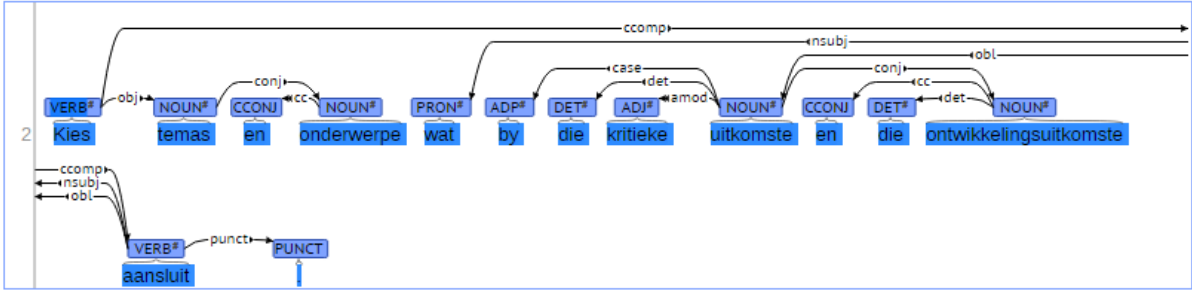 ccomp
nsubj
obl
case conj
conj det cc
obj cc amod det
VERB# NOUN# CCONJ NOUN# PRON# ADP# DET# ADJ# NOUN# CCONJ DET# NOUN#
2 Kies temas en onderwerpe wat by die kritieke uitkomste en die ontwikkelingsuitkomste
ccomp
nsubj
obl
punct
VERB# PUNCT
aansluit .